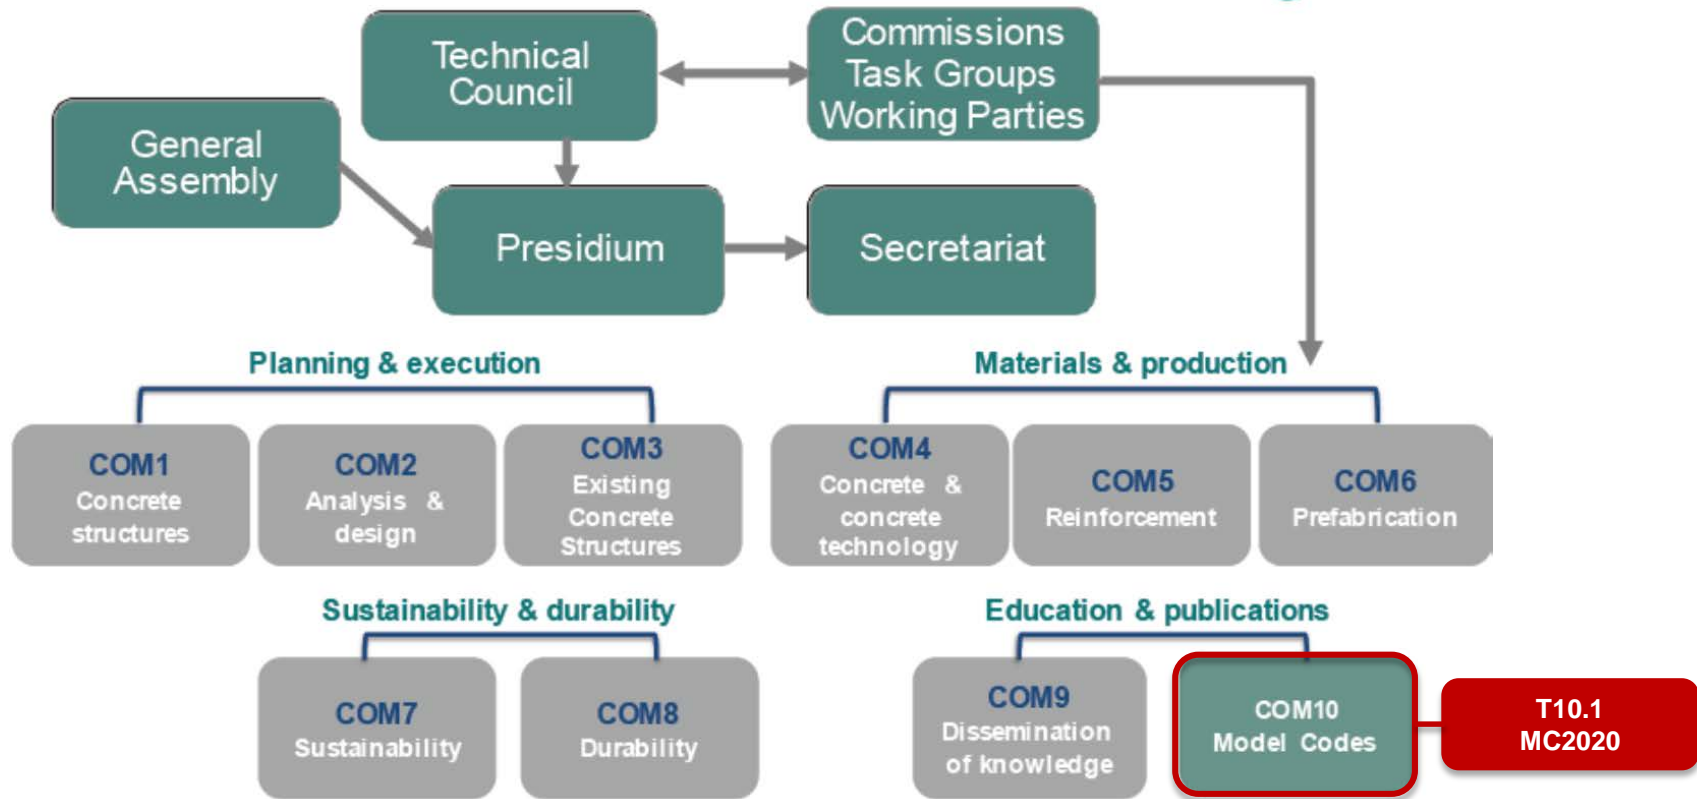 Technical
Council
Commissions
Task Groups
Working Parties
General
Assembly
Presidium
Secretariat
Planning & execution
Materials & production
COM1
Concrete
structures
COM2
Analysis & 
design
COM3
Existing
Concrete
Structures
COM4
Concrete &
concrete
technology
COM5
Reinforcement
COM6
Prefabrication
Sustainability & durability
Education & publications
COM7
Sustainability
COM8
Durability
COM9
Dissemination
of knowledge
COM10
Model Codes
T10.1
MC2020